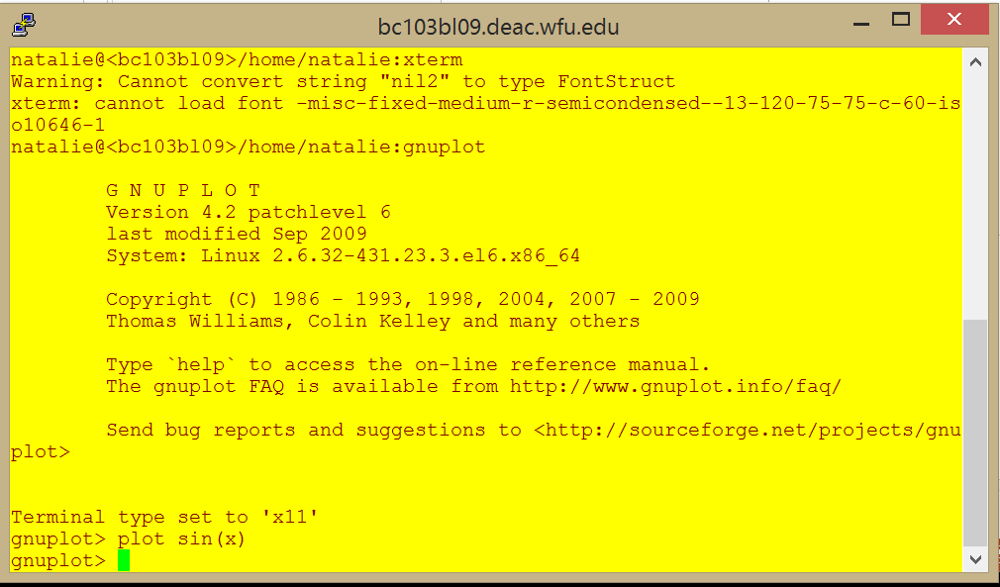 bc103bl09.deac.wfu.edu
natalie@<bc103bl09>/home/natalie:xterm
Warning: Cannot convert string "nil2" to type FontStruct
xterm: cannot load font -misc-fixed-medium-r-semicondensed--13-120-75-75-c-60-is
o10646-1
natalie@<bc103bl09>/home/natalie:gnuplot
G N U P L O T
Version 4.2 patchlevel 6
last modified Sep 2009
System: Linux 2.6.32-431.23.3.el6.x86_64
Copyright (C) 1986 - 1993, 1998, 2004, 2007 - 2009
Thomas Williams, Colin Kelley and many others
Type `help` to access the on-line reference manual.
The gnuplot FAQ is available from http://www.gnuplot.info/faq/
Send bug reports and suggestions to <http://sourceforge.net/projects/gnu
plot>
Terminal type set to 'x11'
gnuplot> plot sin(x)
gnuplot>